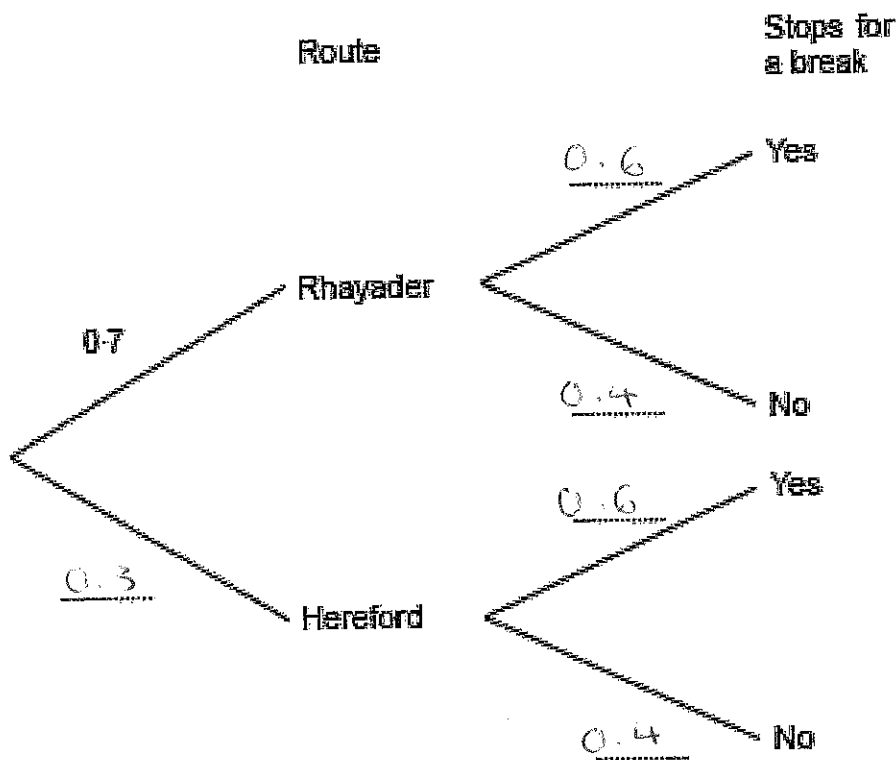 Route
Stops for
a break
0.6
Yes
Rhayader
0·7
0.4
No
0.6
Yes
0.3
Hereford
0.4
No